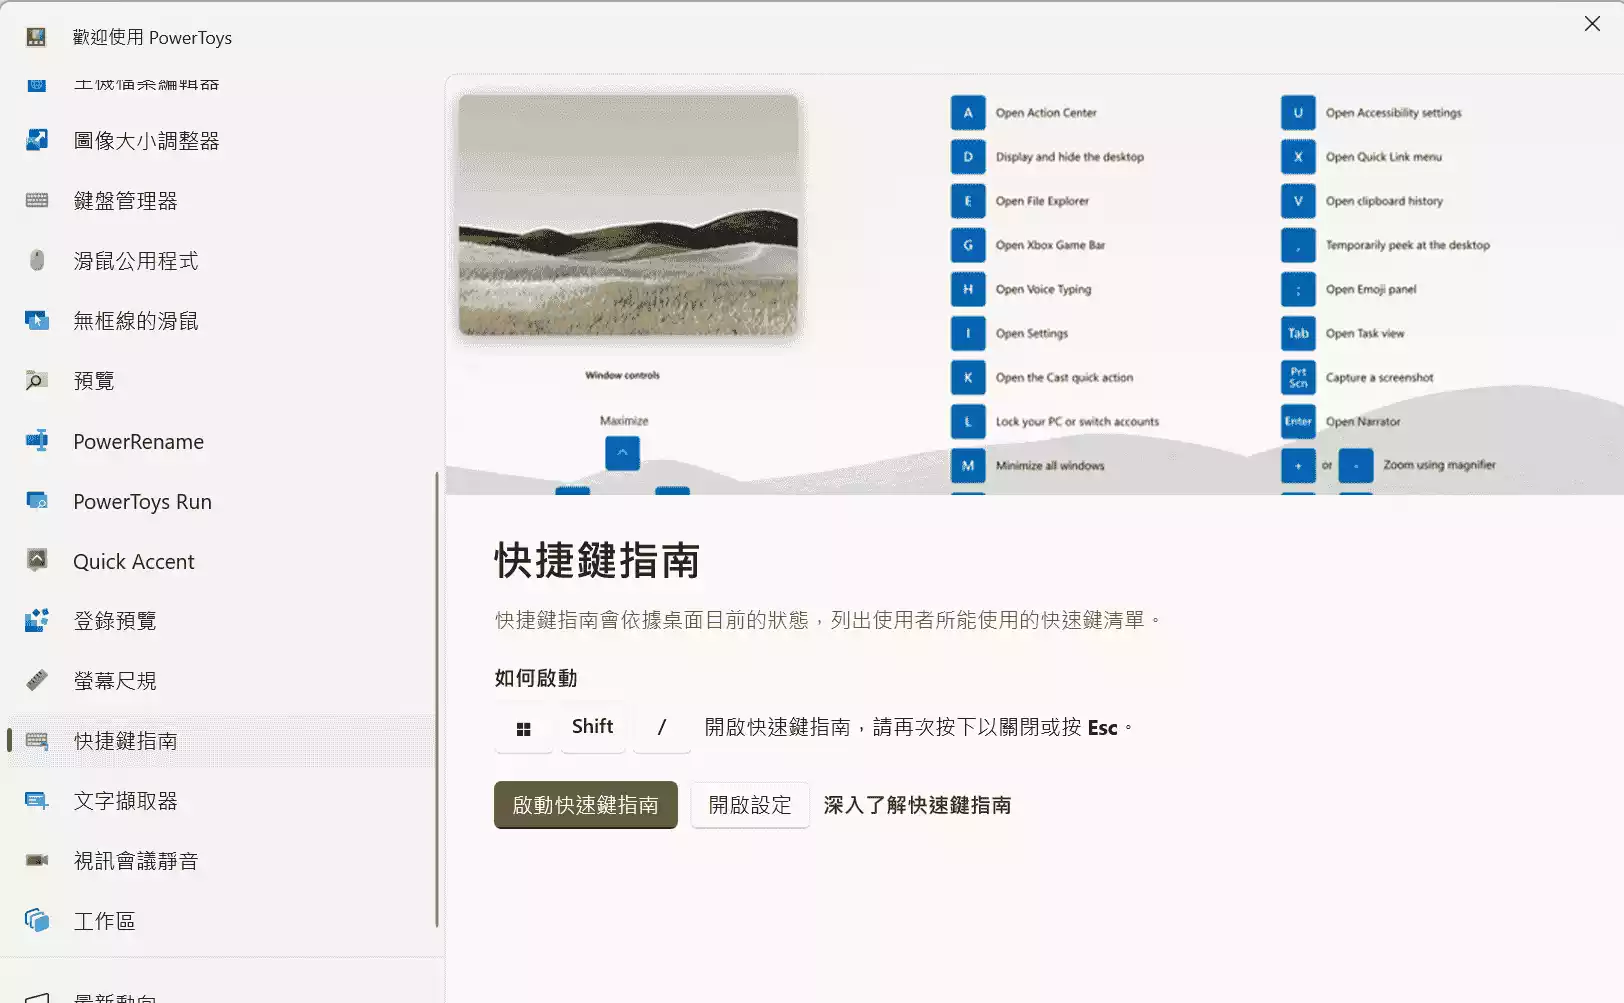 歡迎使用 PowerToys
主機檔案編輯器
圖像大小調整器
鍵盤管理器
滑鼠公用程式
無框線的滑鼠
預覽
PowerRename
PowerToys Run
Quick Accent
登錄預覽
螢幕尺規
快捷鍵指南
文字擷取器
視訊會議靜音
工作區
最新動向
Window controls
Maximize
A Open Action Center
D Display and hide the desktop
E Open File Explorer
G Open Xbox Game Bar
H Open Voice Typing
I Open Settings
K Open the Cast quick action
L Lock your PC or switch accounts
M Minimize all windows
U Open Accessibility settings
X Open Quick Link menu
V Open clipboard history
, Temporarily peek at the desktop
; Open Emoji panel
Tab Open Task view
Prt Scn Capture a screenshot
Enter Open Narrator
+ or - Zoom using magnifier
快捷鍵指南
快捷鍵指南會依據桌面目前的狀態，列出使用者所能使用的快速鍵清單。
如何啟動
Shift / 開啟快速鍵指南，請再次按下以關閉或按 Esc。
啟動快速鍵指南 開啟設定 深入了解快速鍵指南